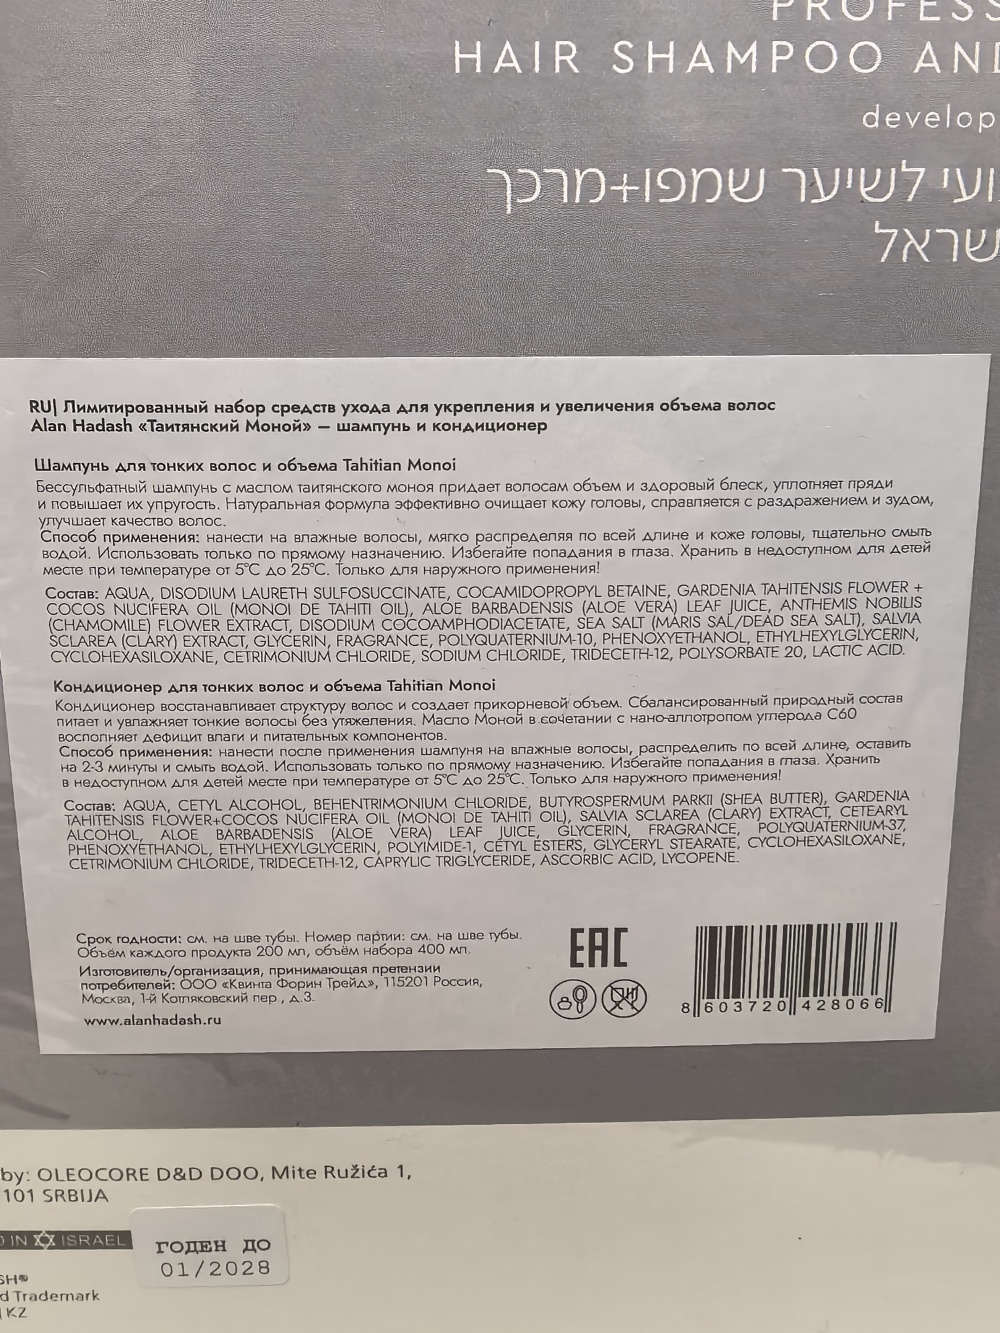 PROFESS
HAIR SHAMPOO AND
develop
ועי לשיער שמפו+מרכך
שראל
RU| Лимитированный набор средств ухода для укрепления и увеличения объема волос
Alan Hadash «Таитянский Моной» – шампунь и кондиционер
Шампунь для тонких волос и объема Tahitian Monoi
Бессульфатный шампунь с маслом таитянского моноя придает волосам объем и здоровый блеск, уплотняет пряди
и повышает их упругость. Натуральная формула эффективно очищает кожу головы, справляется с раздражением и зудом,
улучшает качество волос.
Способ применения: нанести на влажные волосы, мягко распределяя по всей длине и коже головы, тщательно смыть
водой. Использовать только по прямому назначению. Избегайте попадания в глаза. Хранить в недоступном для детей
месте при температуре от 5°C до 25°C. Только для наружного применения!
Состав: AQUA, DISODIUM LAURETH SULFOSUCCINATE, COCAMIDOPROPYL BETAINE, GARDENIA TAHITENSIS FLOWER +
COCOS NUCIFERA OIL (MONOI DE TAHITI OIL), ALOE BARBADENSIS (ALOE VERA) LEAF JUICE, ANTHEMIS NOBILIS
(CHAMOMILE) FLOWER EXTRACT, DISODIUM COCOAMPHODIACETATE, SEA SALT (MARIS SAL/DEAD SEA SALT), SALVIA
SCLAREA (CLARY) EXTRACT, GLYCERIN, FRAGRANCE, POLYQUATERNIUM-10, PHENOXYETHANOL, ETHYLHEXYLGLYCERIN,
CYCLOHEXASILOXANE, CETRIMONIUM CHLORIDE, SODIUM CHLORIDE, TRIDECETH-12, POLYSORBATE 20, LACTIC ACID.
Кондиционер для тонких волос и объема Tahitian Monoi
Кондиционер восстанавливает структуру волос и создает прикорневой объем. Сбалансированный природный состав
питает и увлажняет тонкие волосы без утяжеления. Масло Моной в сочетании с нано-аллотропом углерода C60
восполняет дефицит влаги и питательных компонентов.
Способ применения: нанести после применения шампуня на влажные волосы, распределить по всей длине, оставить
на 2-3 минуты и смыть водой. Использовать только по прямому назначению. Избегайте попадания в глаза. Хранить
в недоступном для детей месте при температуре от 5°C до 25°C. Только для наружного применения!
Состав: AQUA, CETYL ALCOHOL, BEHENTRIMONIUM CHLORIDE, BUTYROSPERMUM PARKII (SHEA BUTTER), GARDENIA
TAHITENSIS FLOWER+COCOS NUCIFERA OIL (MONOI DE TAHITI OIL), SALVIA SCLAREA (CLARY) EXTRACT, CETEARYL
ALCOHOL, ALOE BARBADENSIS (ALOE VERA) LEAF JUICE, GLYCERIN, FRAGRANCE, POLYQUATERNIUM-37,
PHENOXYETHANOL, ETHYLHEXYLGLYCERIN, POLYIMIDE-1, CETYL ESTERS, GLYCERYL STEARATE, CYCLOHEXASILOXANE,
CETRIMONIUM CHLORIDE, TRIDECETH-12, CAPRYLIC TRIGLYCERIDE, ASCORBIC ACID, LYCOPENE.
Срок годности: см. на шве тубы. Номер партии: см. на шве тубы.
Объём каждого продукта 200 мл, объём набора 400 мл.
Изготовитель/организация, принимающая претензии
потребителей: ООО «Квинта Форин Трейд», 115201 Россия,
Москва, 1-й Котляковский пер., д.3.
www.alanhadash.ru
EAC
8 603720 428066
by: OLEOCORE D&D DOO, Mite Ružića 1,
101 SRBIJA
D IN ISRAEL
ГОДЕН ДО
01/2028
SH®
d Trademark
KZ